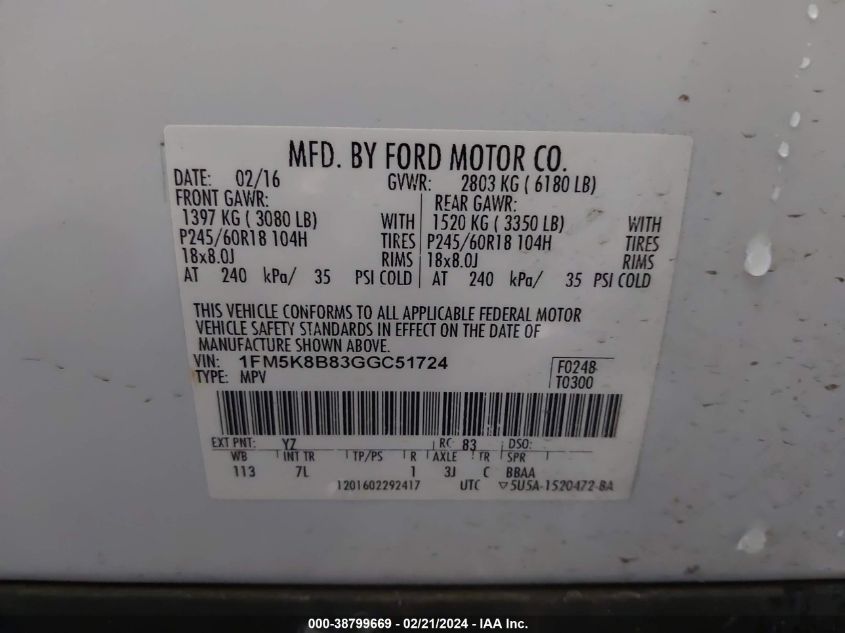 MFD. BY FORD MOTOR CO.
DATE: 02/16 GVWR: 2803 KG ( 6180 LB)
FRONT GAWR: REAR GAWR:
1397 KG ( 3080 LB) WITH 1520 KG ( 3350 LB) WITH
P245/60R18 104H TIRES P245/60R18 104H TIRES
18x8.0J RIMS 18x8.0J RIMS
AT 240 kPa/ 35 PSI COLD AT 240 kPa/ 35 PSI COLD
THIS VEHICLE CONFORMS TO ALL APPLICABLE FEDERAL MOTOR
VEHICLE SAFETY STANDARDS IN EFFECT ON THE DATE OF
MANUFACTURE SHOWN ABOVE.
VIN: 1FM5K8B83GGC51724 F0248
TYPE: MPV T0300
EXT PNT: YZ RC: 83 DSO:
WB INT TR TP/PS R AXLE TR SPR
113 7L 1 3J C BBAA
1201602292417 UTC ▽5U5A-1520472-BA
000-38799669 / 02/21/2024 - IAA Inc.